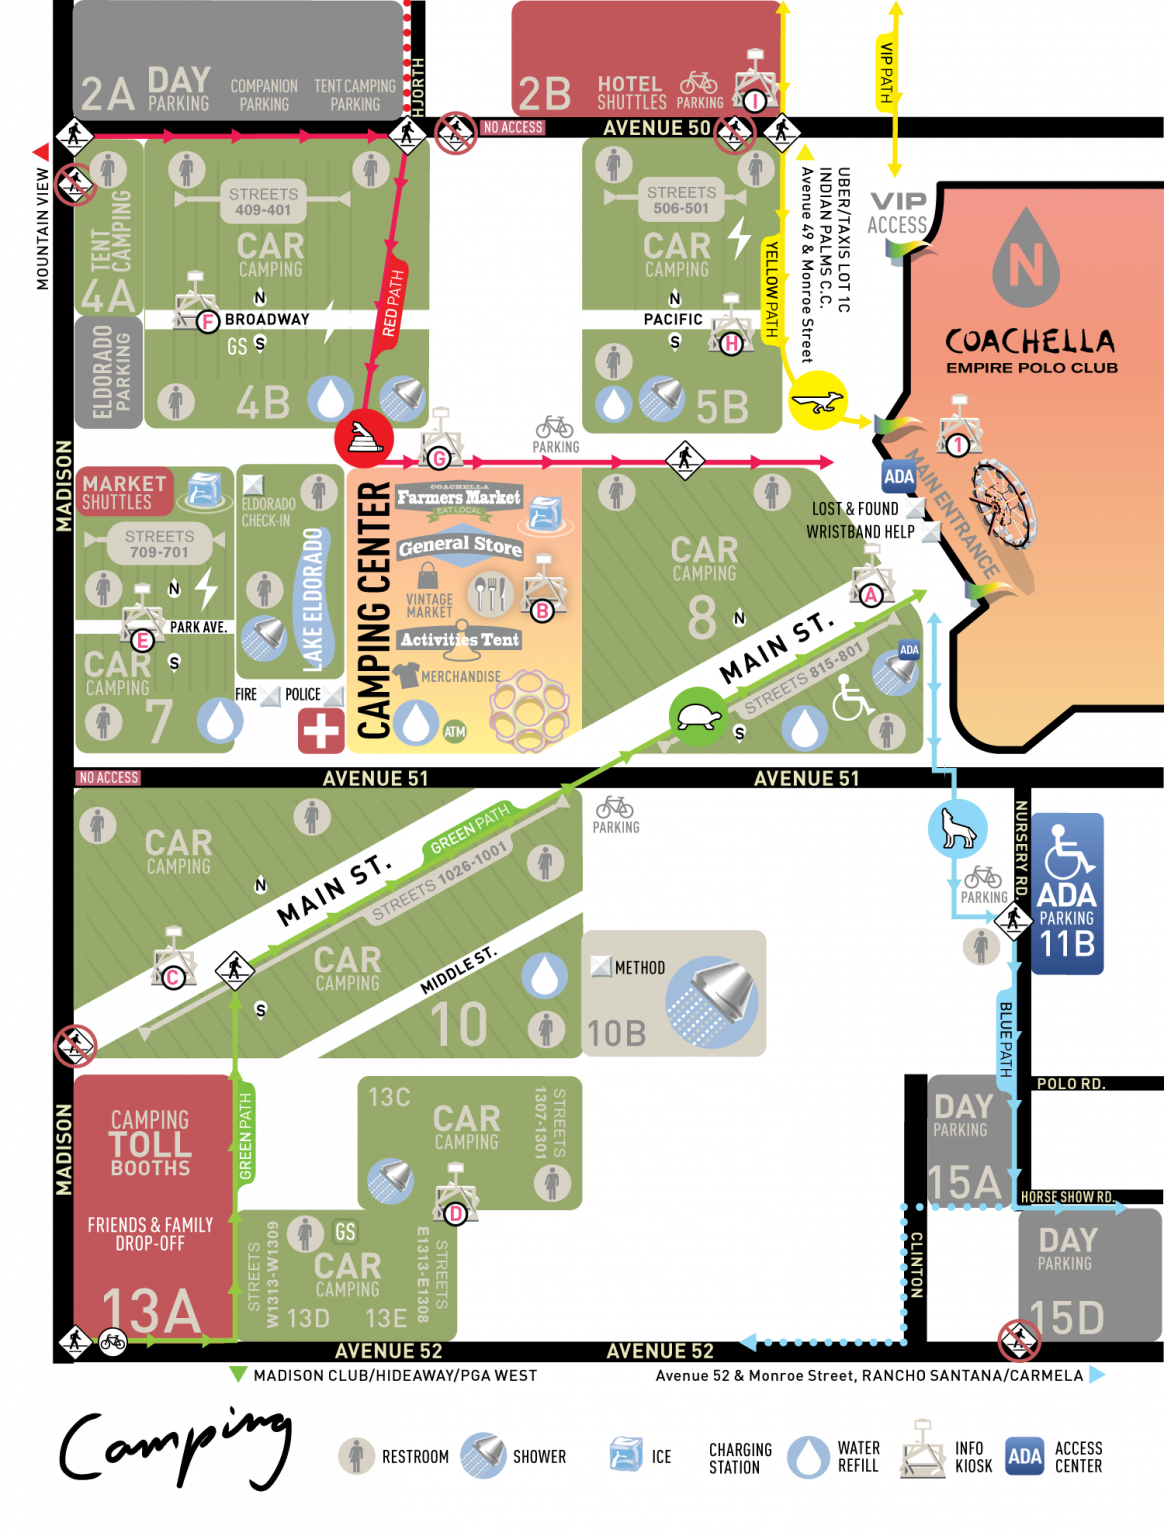 2A DAY
PARKING
COMPANION
PARKING
TENT CAMPING
PARKING
HJORTH
2B HOTEL
SHUTTLES
PARKING
I
VIP PATH
NO ACCESS
AVENUE 50
MOUNTAIN VIEW
TENT
CAMPING
4A
STREETS
409-401
CAR
CAMPING
RED PATH
N
F
BROADWAY
GS S
4B
ELDORADO
PARKING
STREETS
506-501
CAR
CAMPING
N
PACIFIC
H
S
5B
YELLOW PATH
UBER/TAXIS LOT 1C
INDIAN PALMS C.C.
Avenue 49 & Monroe Street
VIP
ACCESS
N
COACHELLA
EMPIRE POLO CLUB
1
ADA
MAIN ENTRANCE
LOST & FOUND
WRISTBAND HELP
G
PARKING
MADISON
MARKET
SHUTTLES
STREETS
709-701
N
E
PARK AVE.
S
CAR
CAMPING
7
ELDORADO
CHECK-IN
LAKE ELDORADO
FIRE
POLICE
CAMPING CENTER
COACHELLA
Farmers Market
EAT LOCAL
General Store
VINTAGE
MARKET
B
Activities Tent
MERCHANDISE
ATM
CAR
CAMPING
8
N
A
MAIN ST.
STREETS 815-801
ADA
S
NO ACCESS
AVENUE 51
AVENUE 51
CAR
CAMPING
N
MAIN ST.
GREEN PATH
STREETS 1026-1001
PARKING
C
CAR
CAMPING
S
MIDDLE ST.
10
METHOD
10B
NURSERY RD.
PARKING
ADA
PARKING
11B
BLUE PATH
POLO RD.
MADISON
CAMPING
TOLL
BOOTHS
FRIENDS & FAMILY
DROP-OFF
13A
GREEN PATH
13C
CAR
CAMPING
STREETS
1307-1301
D
STREETS
W1313-W1309
GS
CAR
CAMPING
13D
13E
STREETS
E1313-E1308
DAY
PARKING
15A
HORSE SHOW RD.
CLINTON
DAY
PARKING
15D
AVENUE 52
AVENUE 52
MADISON CLUB/HIDEAWAY/PGA WEST
Avenue 52 & Monroe Street, RANCHO SANTANA/CARMELA
Camping
RESTROOM
SHOWER
ICE
CHARGING
STATION
WATER
REFILL
INFO
KIOSK
ADA
ACCESS
CENTER